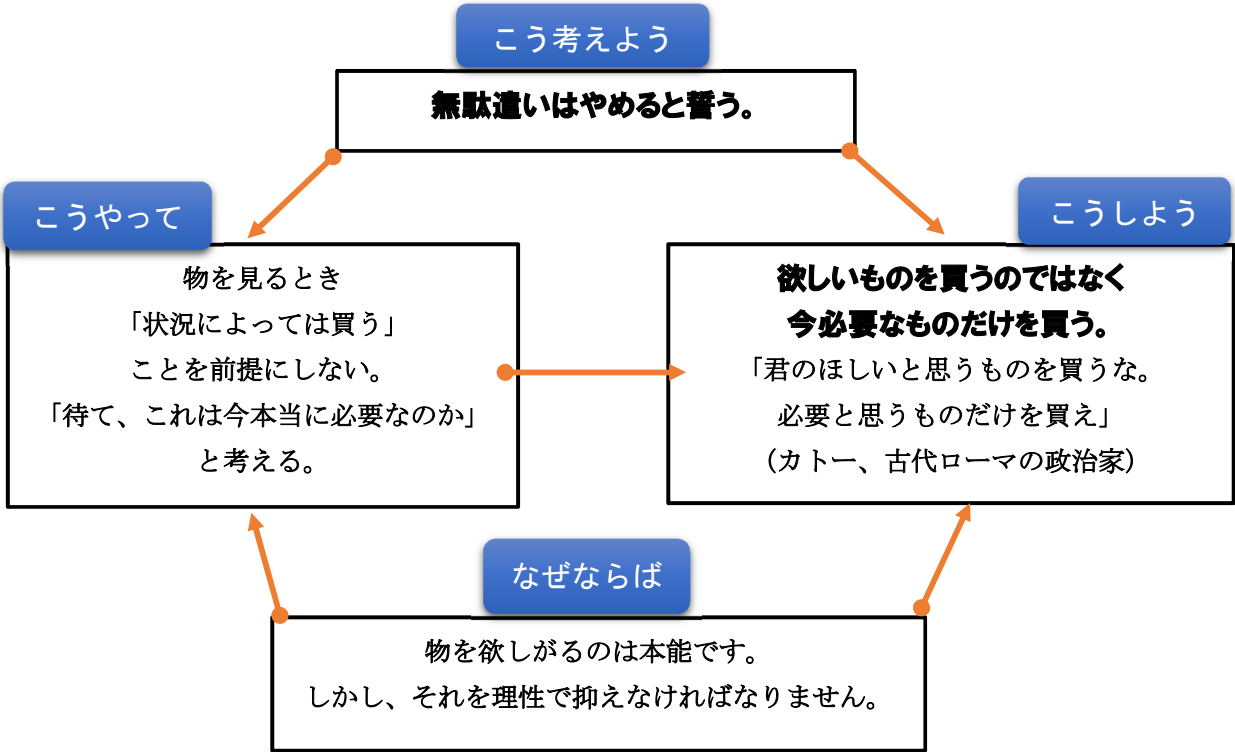 こう考えよう
無駄遣いはやめると誓う。
こうやって
物を見るとき
「状況によっては買う」
ことを前提にしない。
「待て、これは今本当に必要なのか」
と考える。
こうしよう
欲しいものを買うのではなく
今必要なものだけを買う。
「君のほしいと思うものを買うな。
必要と思うものだけを買え」
（カトー、古代ローマの政治家）
なぜならば
物を欲しがるのは本能です。
しかし、それを理性で抑えなければなりません。